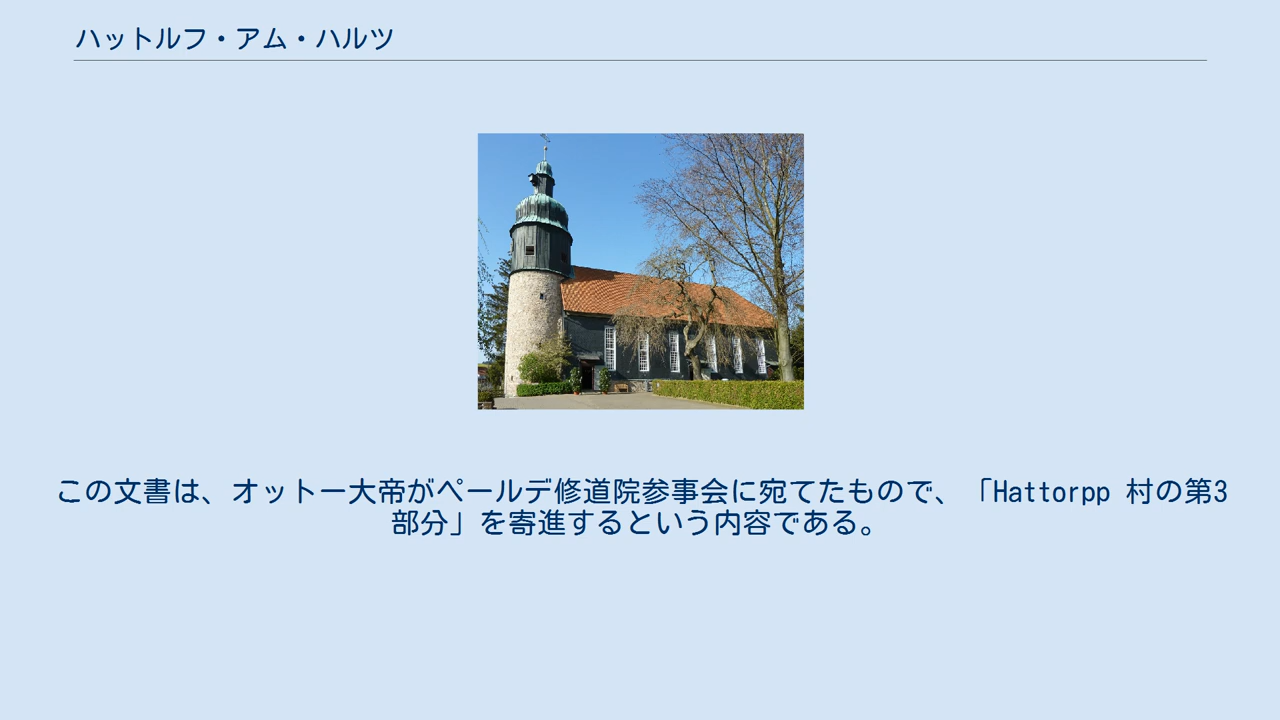 ハットルフ・アム・ハルツ
この文書は、オットー大帝がペールデ修道院参事会に宛てたもので、「Hattorpp 村の第3
部分」を寄進するという内容である。